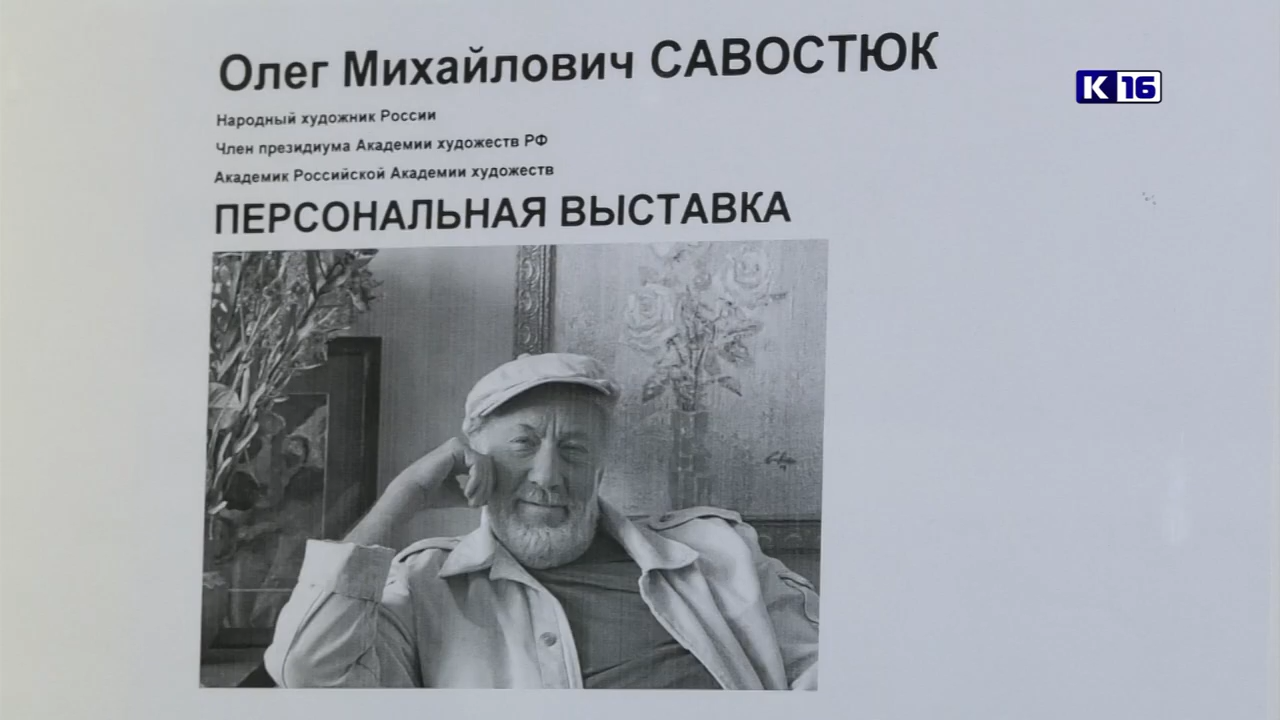 Олег Михайлович САВОСТЮК
К 16
Народный художник России
Член президиума Академии художеств РФ
Академик Российской Академии художеств
ПЕРСОНАЛЬНАЯ ВЫСТАВКА